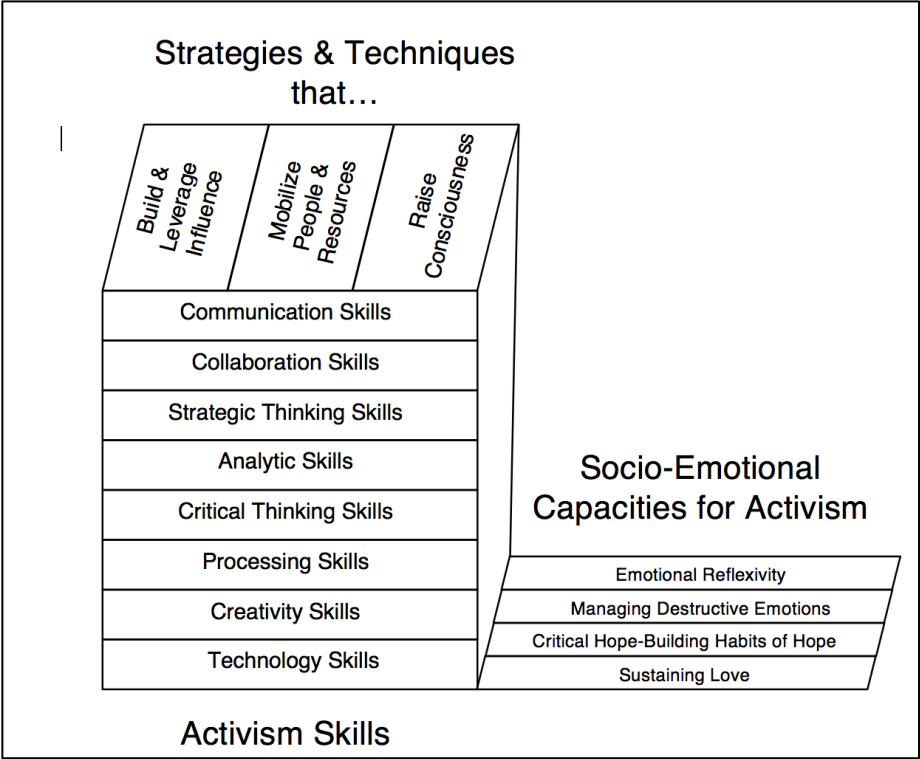 Strategies & Techniques
that…
Build &
Leverage
Influence
Mobilize
People &
Resources
Raise
Consciousness
Communication Skills
Collaboration Skills
Strategic Thinking Skills
Analytic Skills
Critical Thinking Skills
Processing Skills
Creativity Skills
Technology Skills
Activism Skills
Socio-Emotional
Capacities for Activism
Emotional Reflexivity
Managing Destructive Emotions
Critical Hope-Building Habits of Hope
Sustaining Love